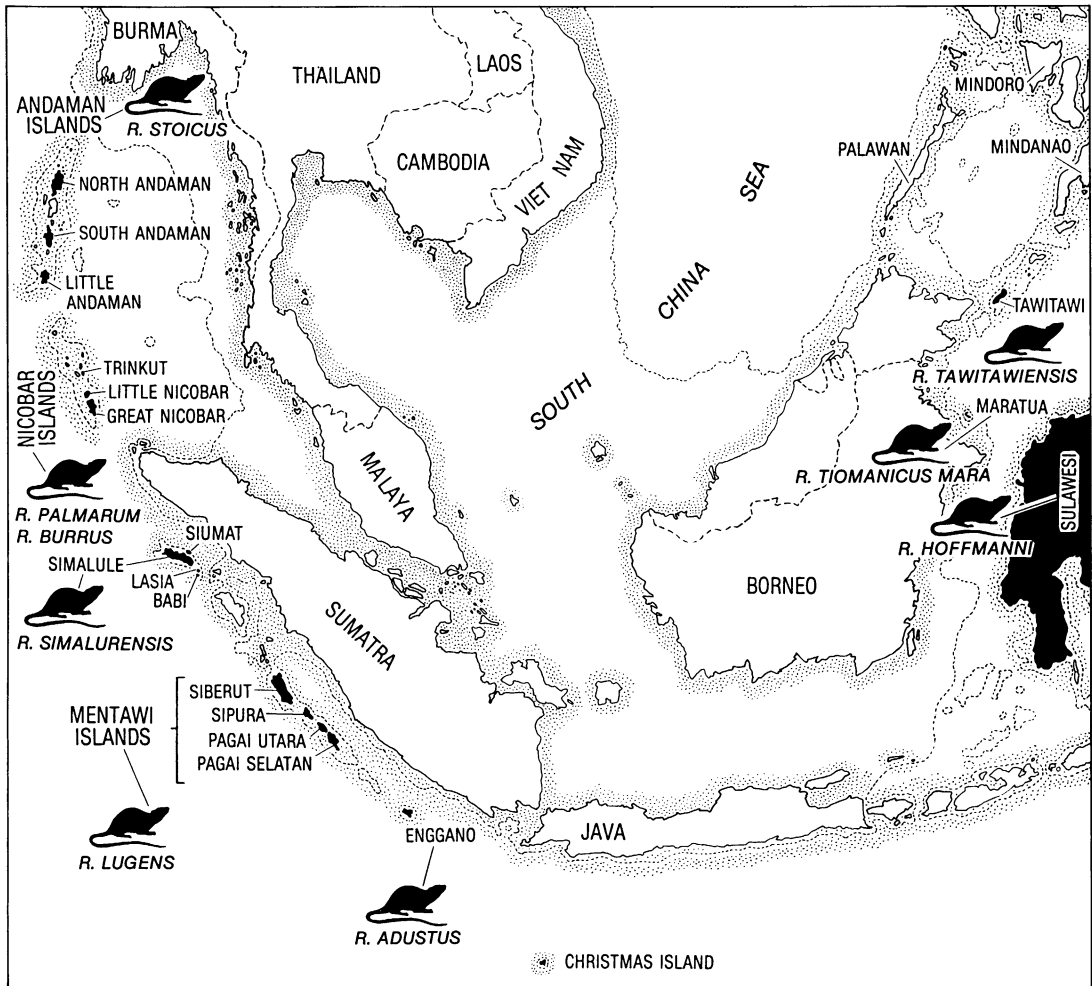 BURMA
THAILAND
LAOS
ANDAMAN
ISLANDS
R. STOICUS
CAMBODIA
VIET NAM
MINDORO
PALAWAN
MINDANAO
NORTH ANDAMAN
SOUTH ANDAMAN
LITTLE
ANDAMAN
SOUTH
CHINA
SEA
TAWITAWI
R. TAWITAWIENSIS
TRINKUT
LITTLE NICOBAR
GREAT NICOBAR
NICOBAR
ISLANDS
R. PALMARUM
R. BURRUS
MALAYA
MARATUA
R. TIOMANICUS MARA
SULAWESI
R. HOFFMANNI
SIUMAT
SIMALULE
LASIA
BABI
R. SIMALURENSIS
SUMATRA
BORNEO
SIBERUT
SIPURA
PAGAI UTARA
PAGAI SELATAN
MENTAWI
ISLANDS
R. LUGENS
ENGGANO
JAVA
R. ADUSTUS
CHRISTMAS ISLAND